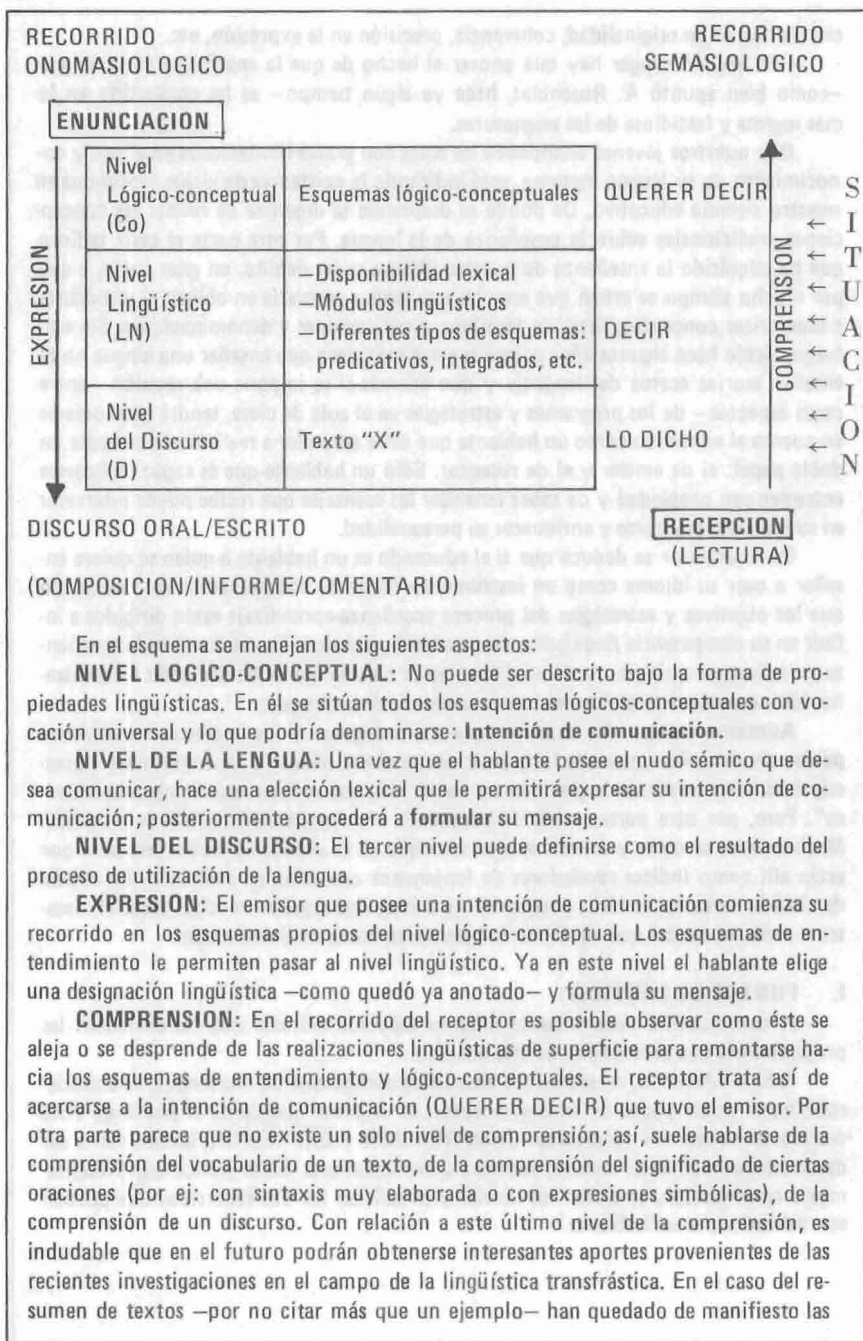 RECORRIDO RECORRIDO
ONOMASIOLOGICO SEMASIOLOGICO
ENUNCIACION
Nivel
Lógico-conceptual Esquemas lógico-conceptuales QUERER DECIR
(Co)
Nivel —Disponibilidad lexical
Lingüístico —Módulos lingüísticos
(LN) —Diferentes tipos de esquemas: DECIR
predicativos, integrados, etc.
Nivel
del Discurso Texto "X" LO DICHO
(D)
EXPRESION
COMPRENSION
SITUACION
DISCURSO ORAL/ESCRITO RECEPCION
(LECTURA)
(COMPOSICION/INFORME/COMENTARIO)
En el esquema se manejan los siguientes aspectos:
NIVEL LOGICO-CONCEPTUAL: No puede ser descrito bajo la forma de pro-
piedades lingüísticas. En él se sitúan todos los esquemas lógicos-conceptuales con vo-
cación universal y lo que podría denominarse: Intención de comunicación.
NIVEL DE LA LENGUA: Una vez que el hablante posee el nudo sémico que de-
sea comunicar, hace una elección lexical que le permitirá expresar su intención de co-
municación; posteriormente procederá a formular su mensaje.
NIVEL DEL DISCURSO: El tercer nivel puede definirse como el resultado del
proceso de utilización de la lengua.
EXPRESION: El emisor que posee una intención de comunicación comienza su
recorrido en los esquemas propios del nivel lógico-conceptual. Los esquemas de en-
tendimiento le permiten pasar al nivel lingüístico. Ya en este nivel el hablante elige
una designación lingüística —como quedó ya anotado— y formula su mensaje.
COMPRENSION: En el recorrido del receptor es posible observar como éste se
aleja o se desprende de las realizaciones lingüísticas de superficie para remontarse ha-
cia los esquemas de entendimiento y lógico-conceptuales. El receptor trata así de
acercarse a la intención de comunicación (QUERER DECIR) que tuvo el emisor. Por
otra parte parece que no existe un solo nivel de comprensión; así, suele hablarse de la
comprensión del vocabulario de un texto, de la comprensión del significado de ciertas
oraciones (por ej: con sintaxis muy elaborada o con expresiones simbólicas), de la
comprensión de un discurso. Con relación a este último nivel de la comprensión, es
indudable que en el futuro podrán obtenerse interesantes aportes provenientes de las
recientes investigaciones en el campo de la lingüística transfrástica. En el caso del re-
sumen de textos —por no citar más que un ejemplo— han quedado de manifiesto las